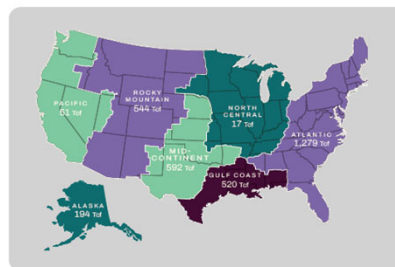 PACIFIC
51 Tcf
ROCKY
MOUNTAIN
544 Tcf
NORTH
CENTRAL
17 Tcf
ATLANTIC
1,279 Tcf
MID-
CONTINENT
592 Tcf
GULF COAST
520 Tcf
ALASKA
194 Tcf